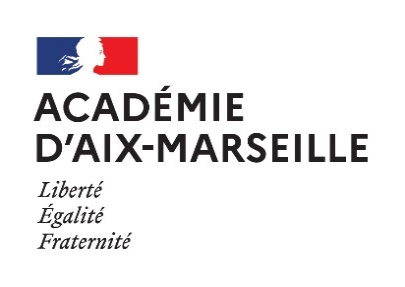 ACADÉMIE
D'AIX-MARSEILLE
Liberté
Égalité
Fraternité